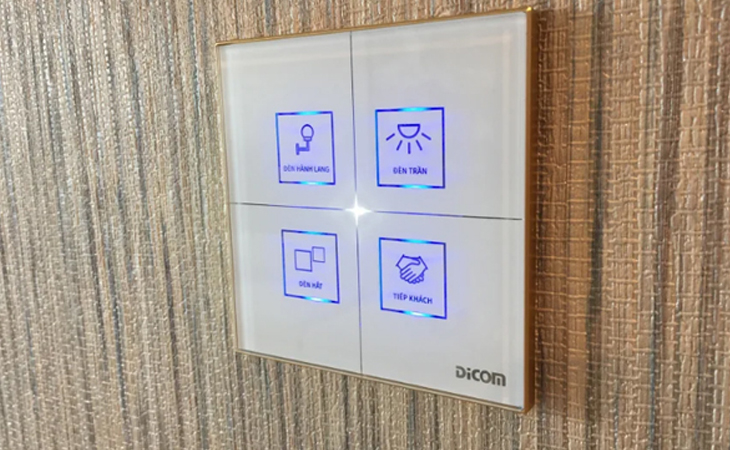 ĐÈN HÀNH LANG
ĐÈN TRẦN
ĐÈN HẮT
TIẾP KHÁCH
DiCOM